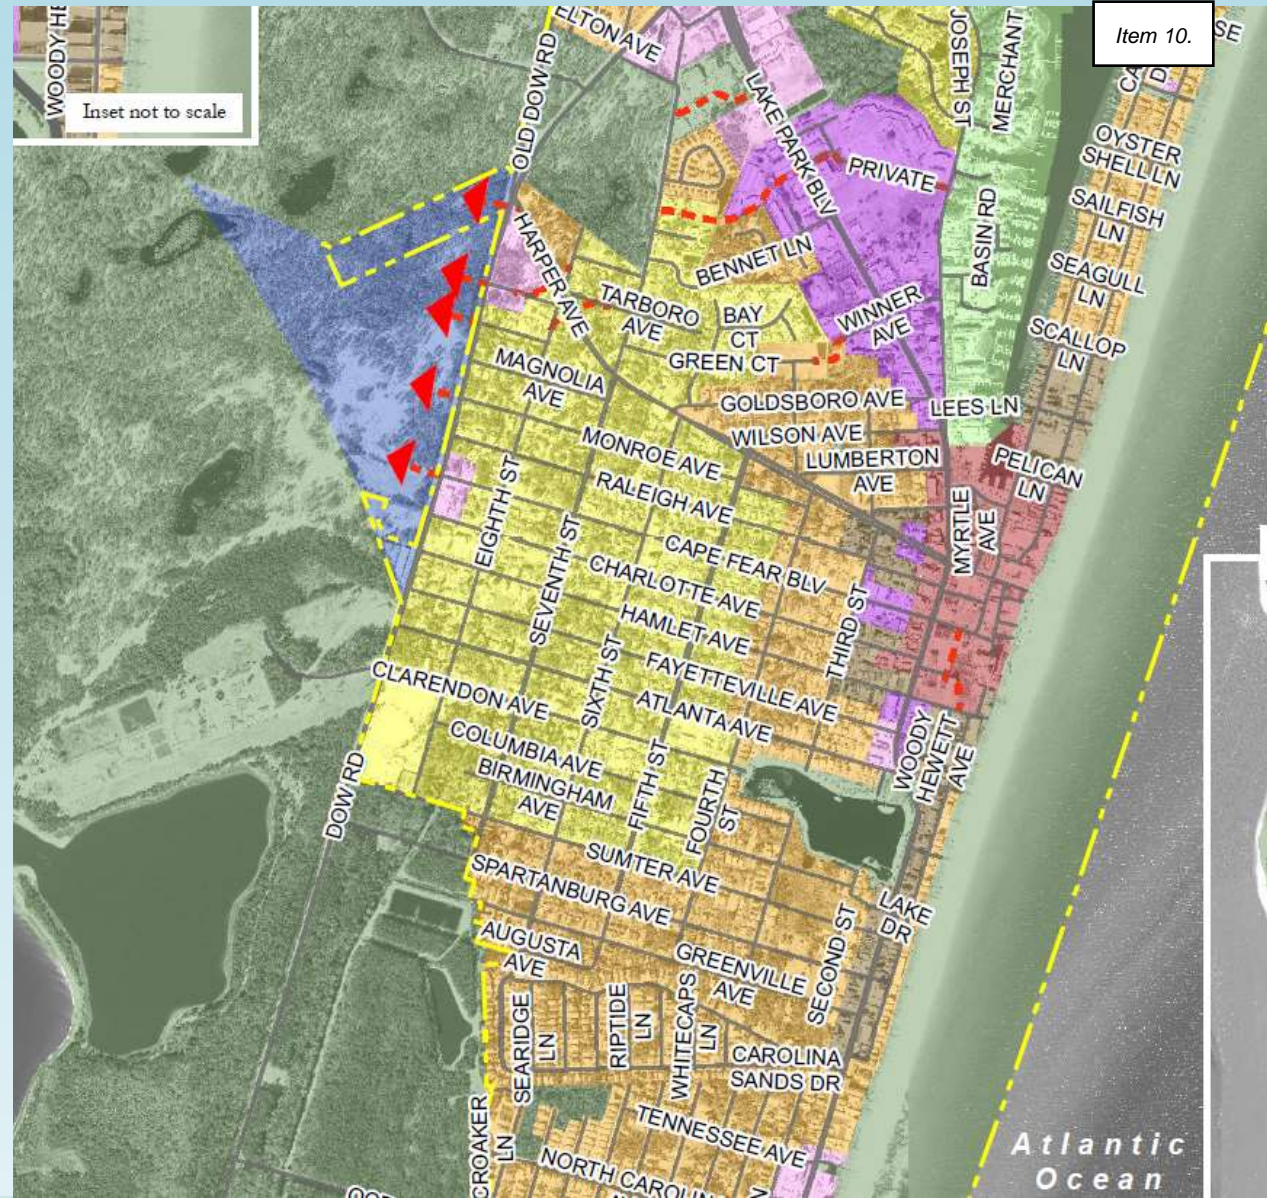 Item 10.
WOODY HE
Inset not to scale
ELTON AVE
OLD DOW RD
LAKE PARK BLV
JOSEPH ST
MERCHANT
SE
OYSTER
SHELL LN
PRIVATE
SAILFISH
LN
BASIN RD
HARPER AVE
BENNET LN
SEAGULL
LN
TARBORO
AVE
BAY
CT
WINNER
AVE
SCALLOP
LN
GREEN CT
MAGNOLIA
AVE
GOLDSBORO AVE
LEES LN
WILSON AVE
MONROE AVE
LUMBERTON
AVE
PELICAN
LN
RALEIGH AVE
EIGHTH ST
MYRTLE
AVE
SEVENTH ST
CAPE FEAR BLV
CHARLOTTE AVE
HAMLET AVE
THIRD ST
SIXTH ST
FAYETTEVILLE AVE
CLARENDON AVE
ATLANTA AVE
WOODY
HEWETT
AVE
COLUMBIA AVE
BIRMINGHAM
AVE
FIFTH ST
FOURTH
ST
DOW RD
SUMTER AVE
SPARTANBURG AVE
LAKE
DR
AUGUSTA
AVE
GREENVILLE
AVE
SECOND ST
SEARIDGE
LN
RIPTIDE
LN
WHITECAPS
LN
CAROLINA
SANDS DR
CROAKER
LN
TENNESSEE AVE
NORTH CAROLIN
Atlantic
Ocean